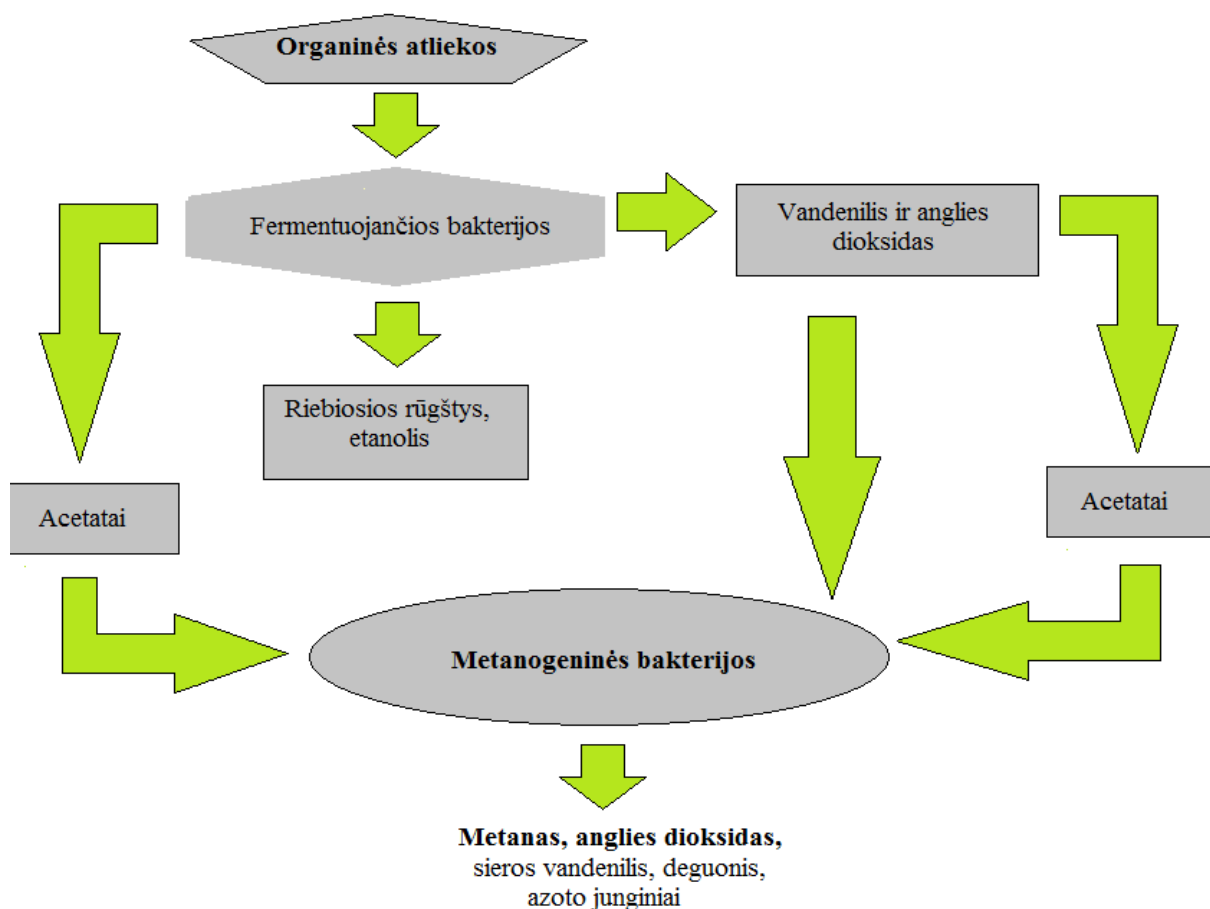 Organinės atliekos
Fermentuojančios bakterijos
Vandenilis ir anglies
dioksidas
Riebiosios rūgštys,
etanolis
Acetatai
Acetatai
Metanogeninės bakterijos
Metanas, anglies dioksidas,
sieros vandenilis, deguonis,
azoto junginiai